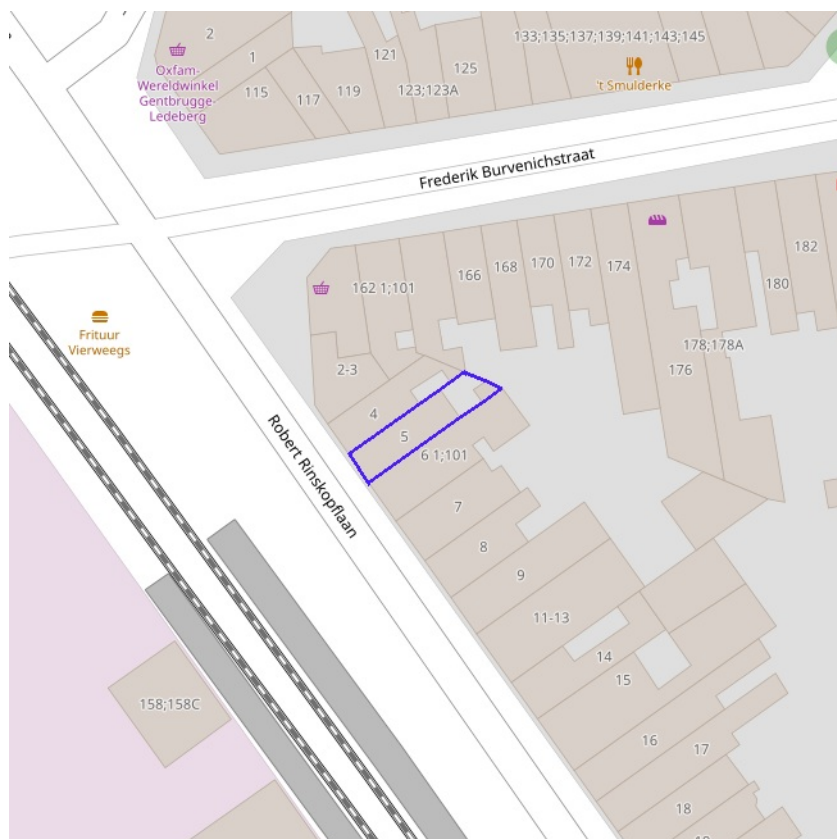 2
1
121
133;135;137;139;141;143;145
Oxfam-
Wereldwinkel
Gentbrugge-
Ledeberg
115
117
119
123;123A
125
't Smulderke
Frederik Burvenichstraat
162 1;101
166
168
170
172
174
182
180
178;178A
176
Frituur
Vierweegs
2-3
4
5
6 1;101
7
8
9
11-13
14
15
16
17
18
Robert Rinskopflaan
158;158C